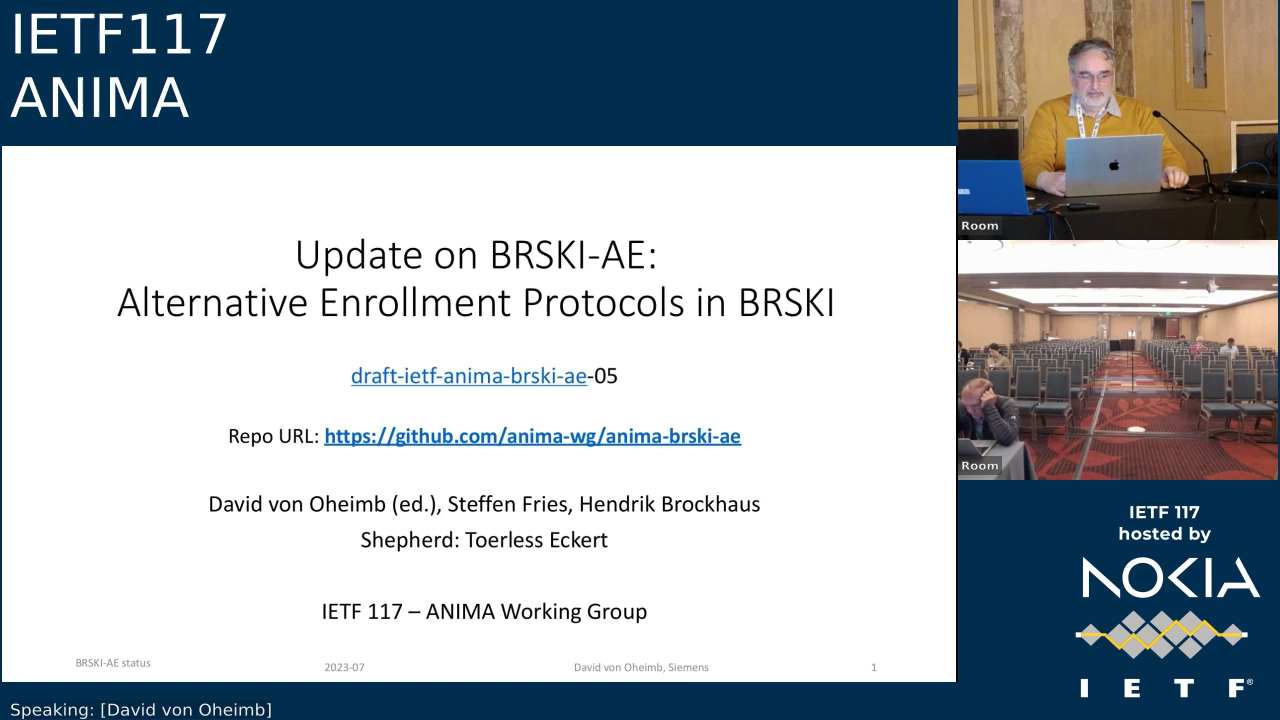 IETF117
ANIMA
Update on BRSKI-AE:
Alternative Enrollment Protocols in BRSKI
draft-ietf-anima-brski-ae-05
Repo URL: https://github.com/anima-wg/anima-brski-ae
David von Oheimb (ed.), Steffen Fries, Hendrik Brockhaus
Shepherd: Toerless Eckert
IETF 117 – ANIMA Working Group
BRSKI-AE status
2023-07
David von Oheimb, Siemens
1
Room
Room
IETF 117
hosted by
NOKIA
I E T F®
Speaking: [David von Oheimb]